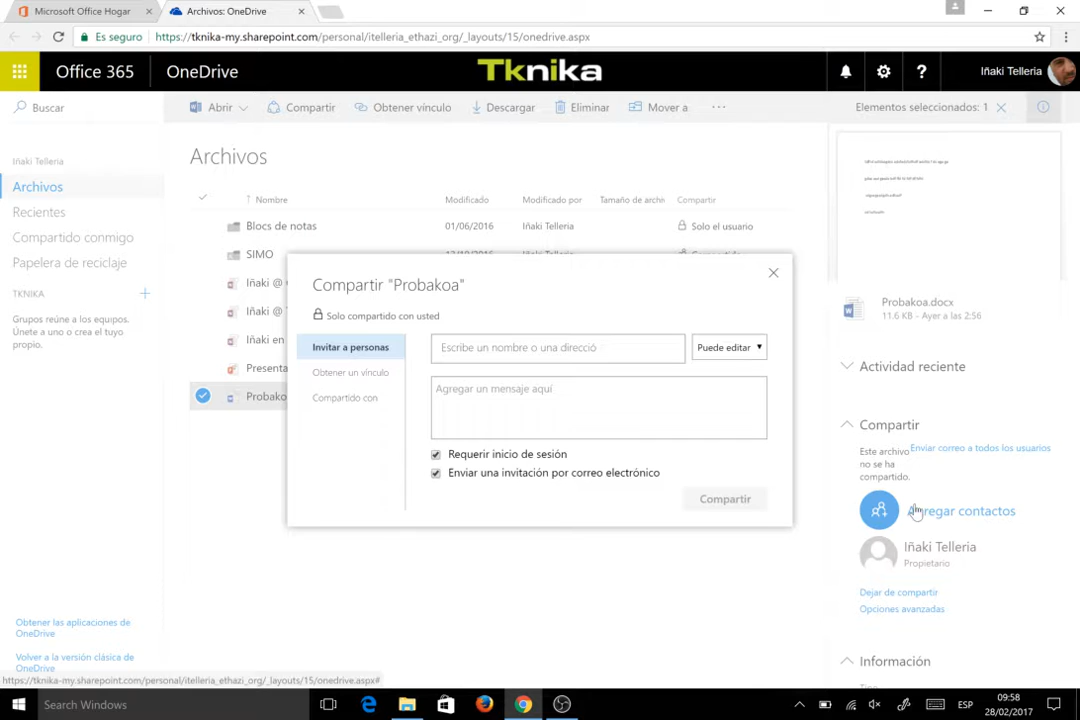 Microsoft Office Hogar
Archivos: OneDrive
Es seguro
https://tknika-my.sharepoint.com/personal/itelleria_ethazi_org/_layouts/15/onedrive.aspx
Office 365
OneDrive
Tknika
?
Iñaki Telleria
Buscar
Abrir
Compartir
Obtener vínculo
Descargar
Eliminar
Mover a
...
Elementos seleccionados: 1
Iñaki Telleria
Archivos
Recientes
Compartido conmigo
Papelera de reciclaje
TKNIKA
Grupos reúne a los equipos.
Únete a uno o crea el tuyo
propio.
Obtener las aplicaciones de
OneDrive
Volver a la versión clásica de
OneDrive
Archivos
Nombre Modificado Modificado por Tamaño de archiv Compartir
Blocs de notas 01/06/2016 Iñaki Telleria Solo el usuario
SIMO
Iñaki @
Iñaki @
Iñaki en
Presenta
Probako
Compartir "Probakoa"
Solo compartido con usted
Invitar a personas
Obtener un vínculo
Compartido con
Escribe un nombre o una direcció
Puede editar
Agregar un mensaje aquí
Requerir inicio de sesión
Enviar una invitación por correo electrónico
Compartir
Probakoa.docx
11.6 KB - Ayer a las 2:56
Actividad reciente
Compartir
Este archivo
no se ha
compartido.
Enviar correo a todos los usuarios
Agregar contactos
Iñaki Telleria
Propietario
Dejar de compartir
Opciones avanzadas
Información
https://tknika-my.sharepoint.com/personal/itelleria_ethazi_org/_layouts/15/onedrive.aspx#
Search Windows
ESP
09:58
28/02/2017